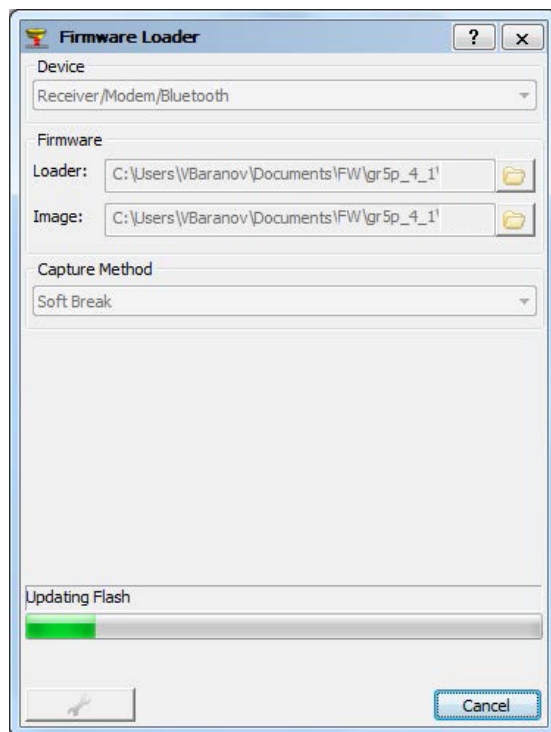 Firmware Loader
?
Device
Receiver/Modem/Bluetooth
Firmware
Loader: C:\Users\VBaranov\Documents\FW\gr5p_4_1\
Image: C:\Users\VBaranov\Documents\FW\gr5p_4_1\
Capture Method
Soft Break
Updating Flash
Cancel